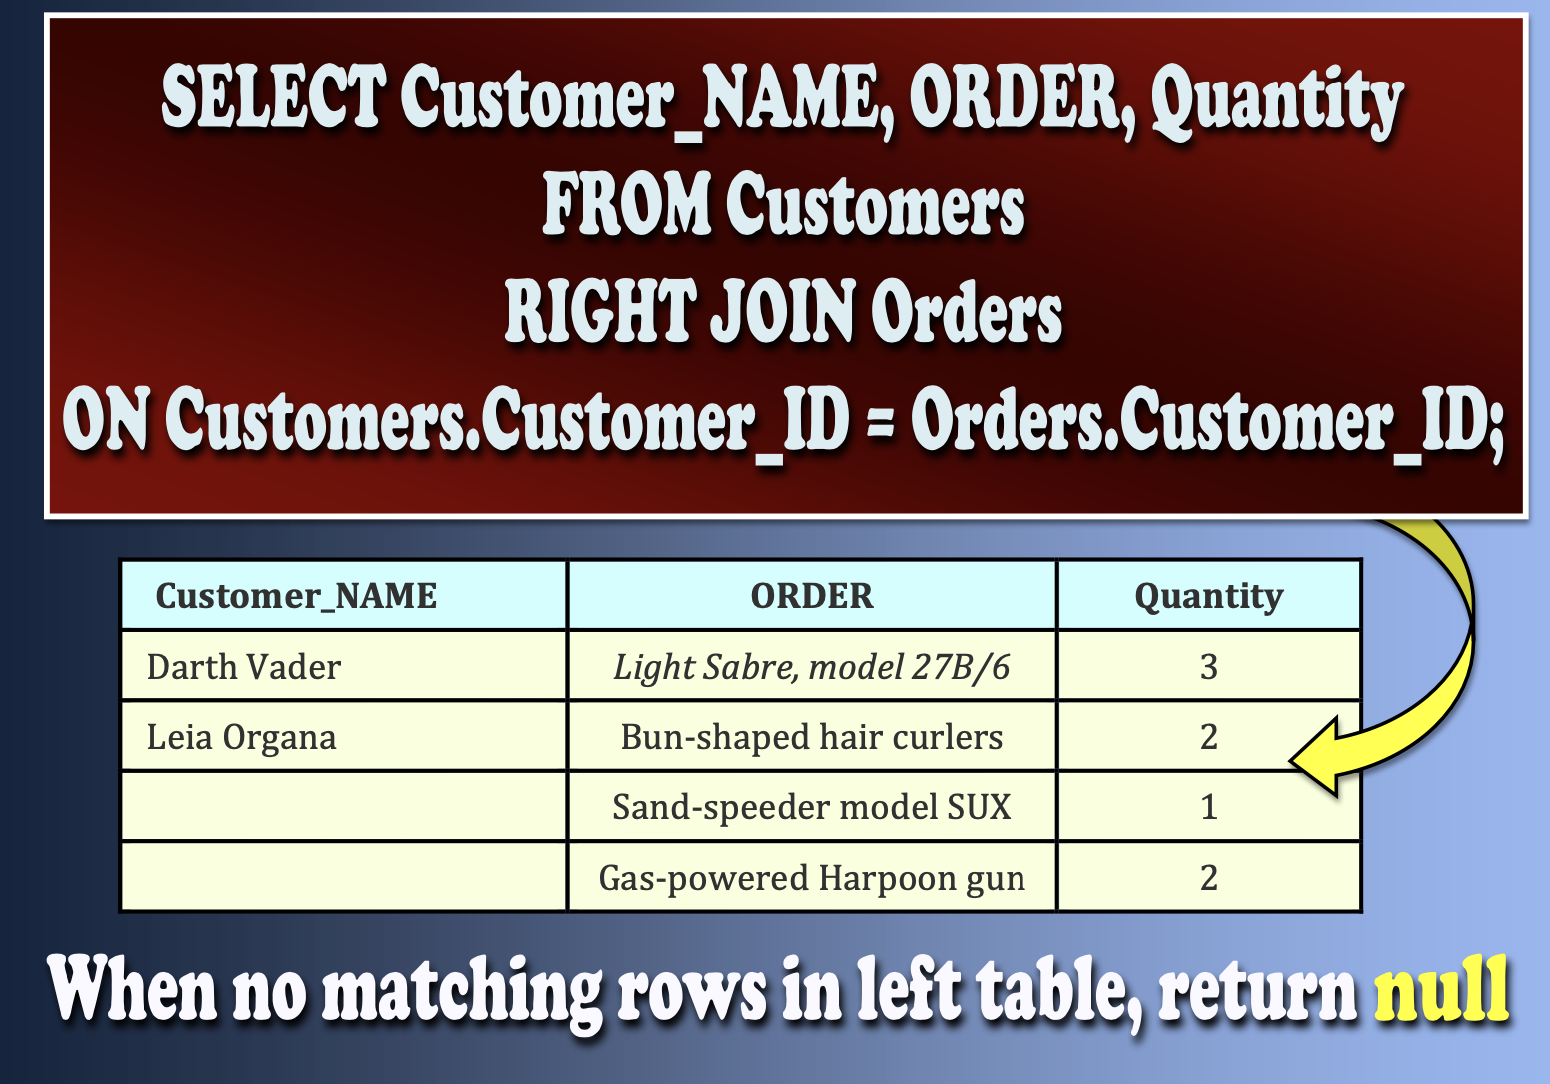 SELECT Customer_NAME, ORDER, Quantity
FROM Customers
RIGHT JOIN Orders
ON Customers.Customer_ID = Orders.Customer_ID;
Customer_NAME ORDER Quantity
Darth Vader Light Sabre, model 27B/6 3
Leia Organa Bun-shaped hair curlers 2
Sand-speeder model SUX 1
Gas-powered Harpoon gun 2
When no matching rows in left table, return null